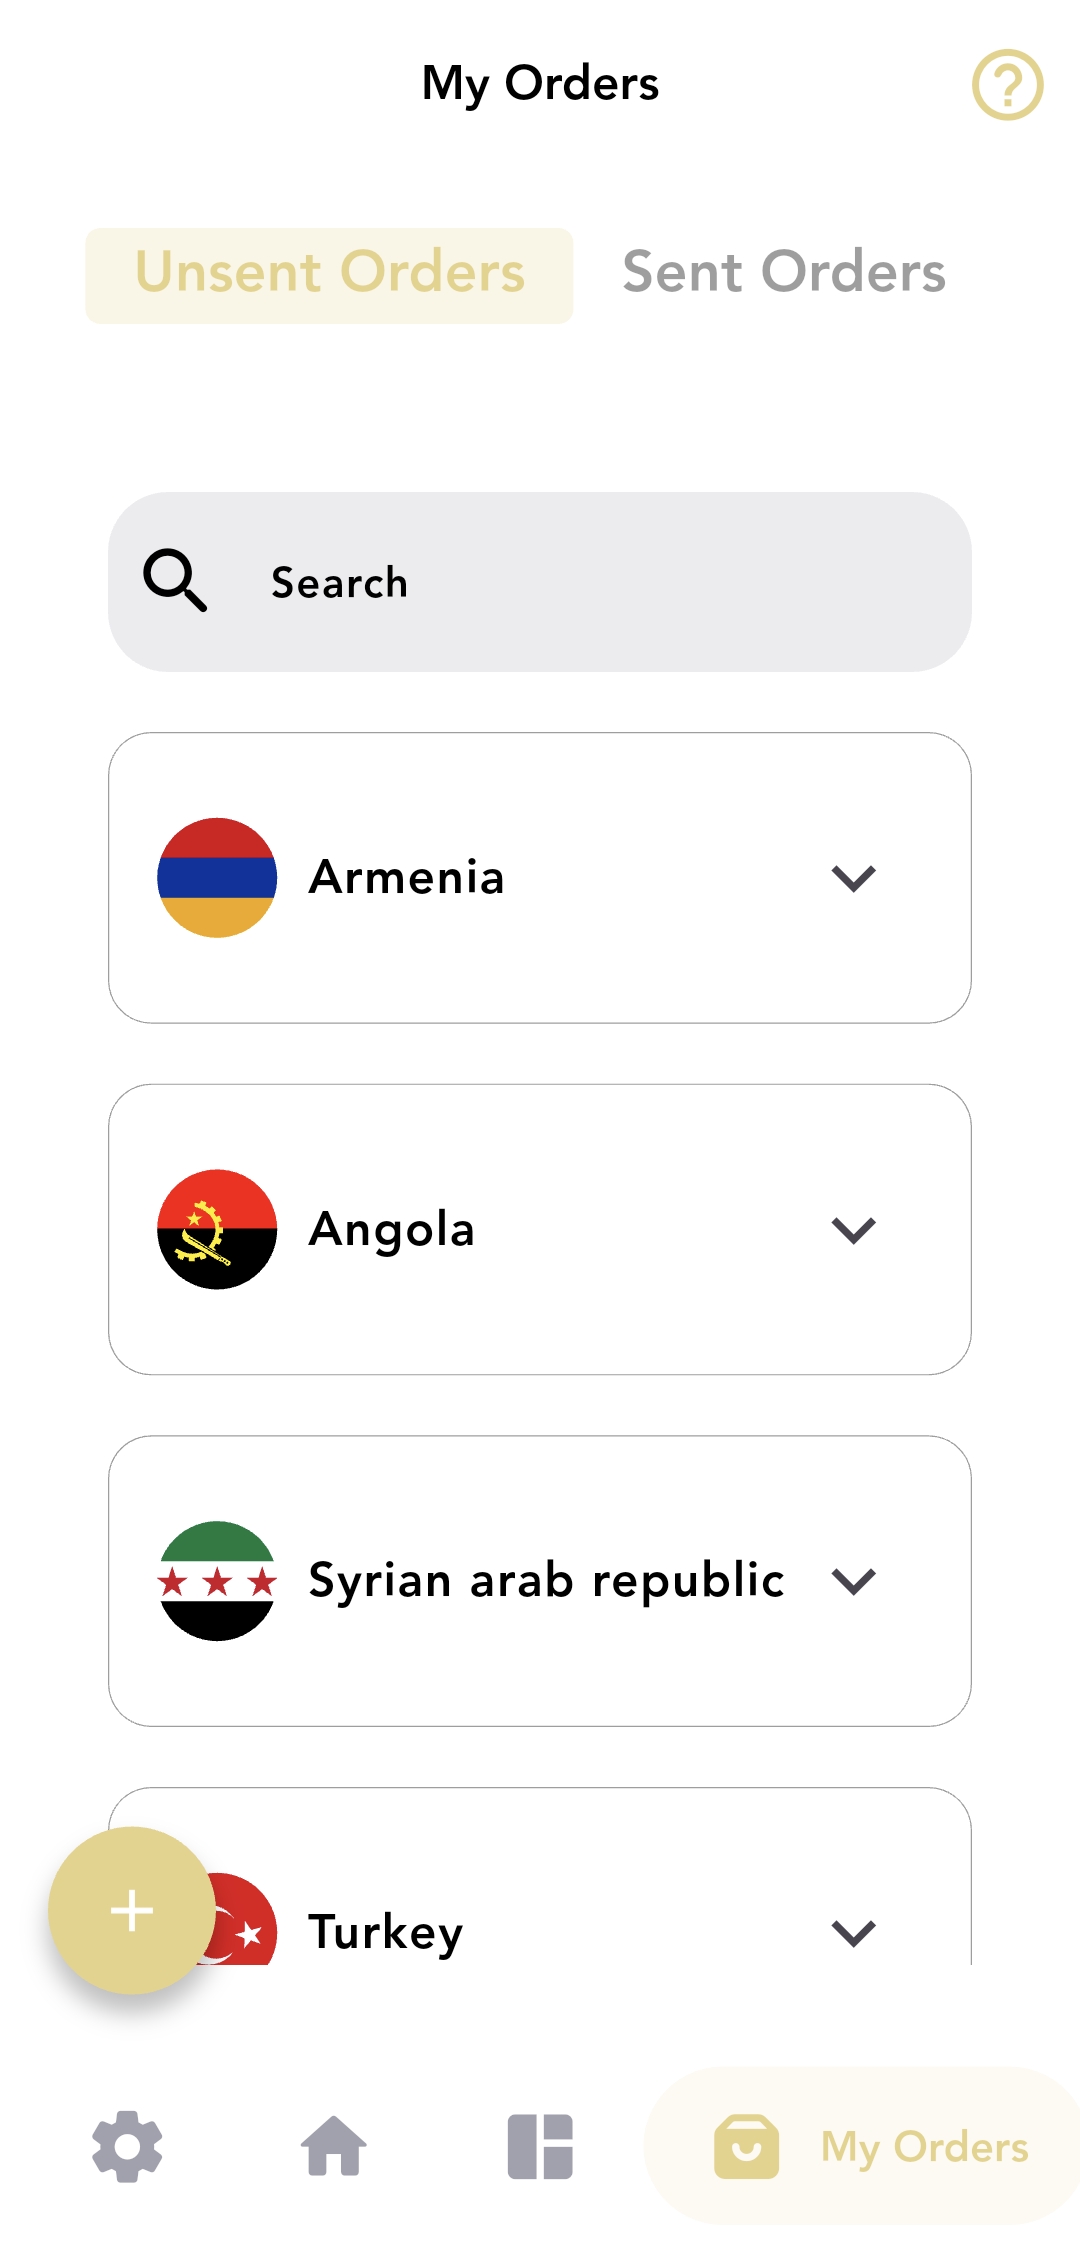 My Orders
Unsent Orders
Sent Orders
Search
Armenia
Angola
Syrian arab republic
Turkey
My Orders